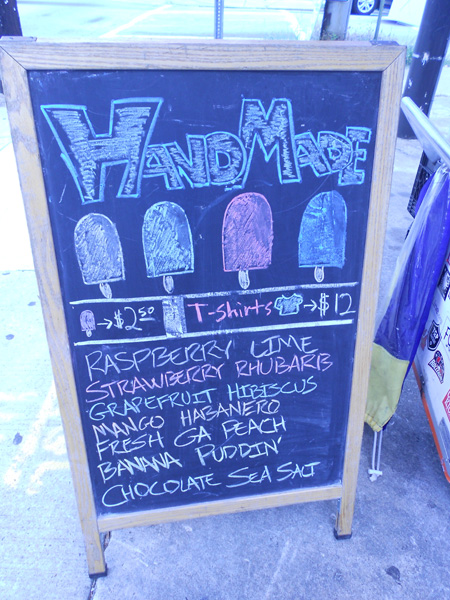 HANDMADE
→$2.50 T-shirts →$12
RASPBERRY LIME
STRAWBERRY RHUBARB
GRAPEFRUIT HIBISCUS
MANGO HABANERO
FRESH GA PEACH
BANANA PUDDIN'
CHOCOLATE SEA SALT